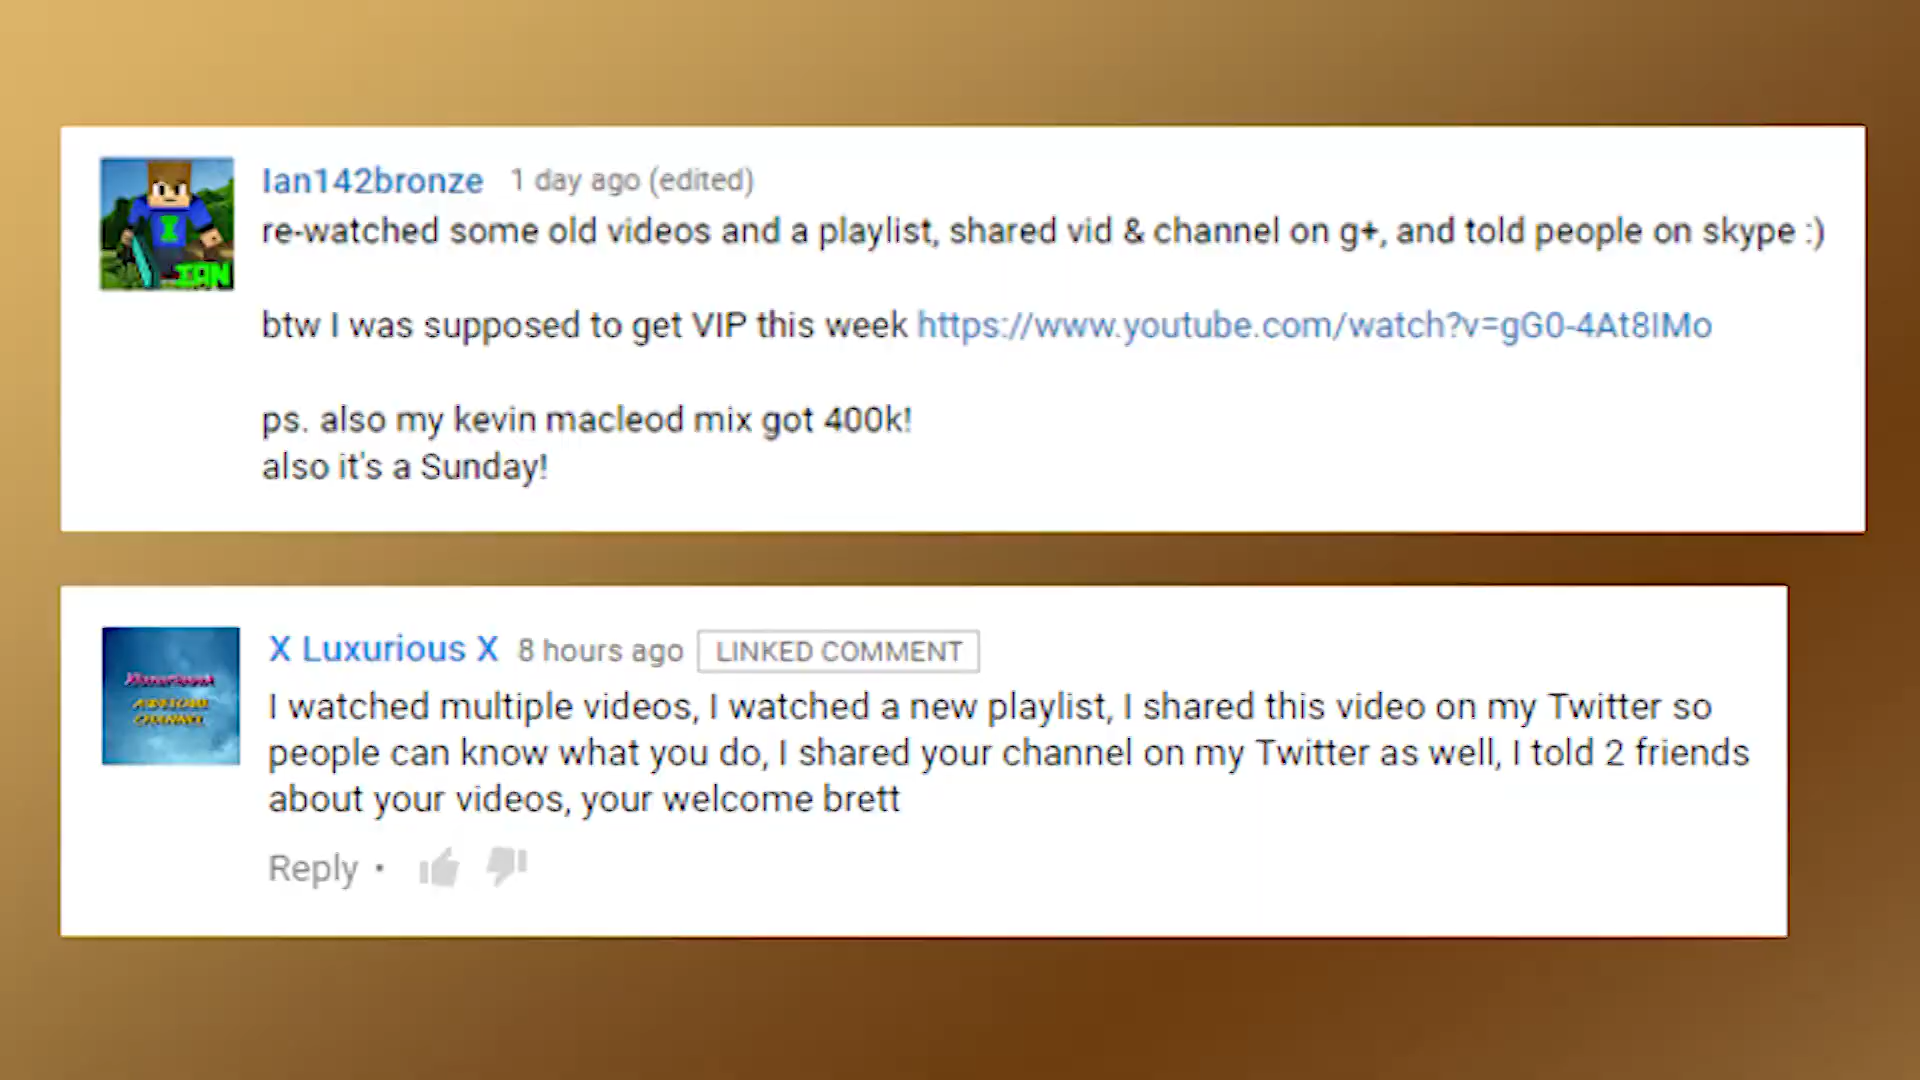 Ian142bronze 1 day ago (edited)
re-watched some old videos and a playlist, shared vid & channel on g+, and told people on skype :)
btw I was supposed to get VIP this week https://www.youtube.com/watch?v=gG0-4At8IMo
ps. also my kevin macleod mix got 400k!
also it's a Sunday!
IAN
X Luxurious X 8 hours ago LINKED COMMENT
I watched multiple videos, I watched a new playlist, I shared this video on my Twitter so
people can know what you do, I shared your channel on my Twitter as well, I told 2 friends
about your videos, your welcome brett
AWESOME
CHANNEL
Reply •